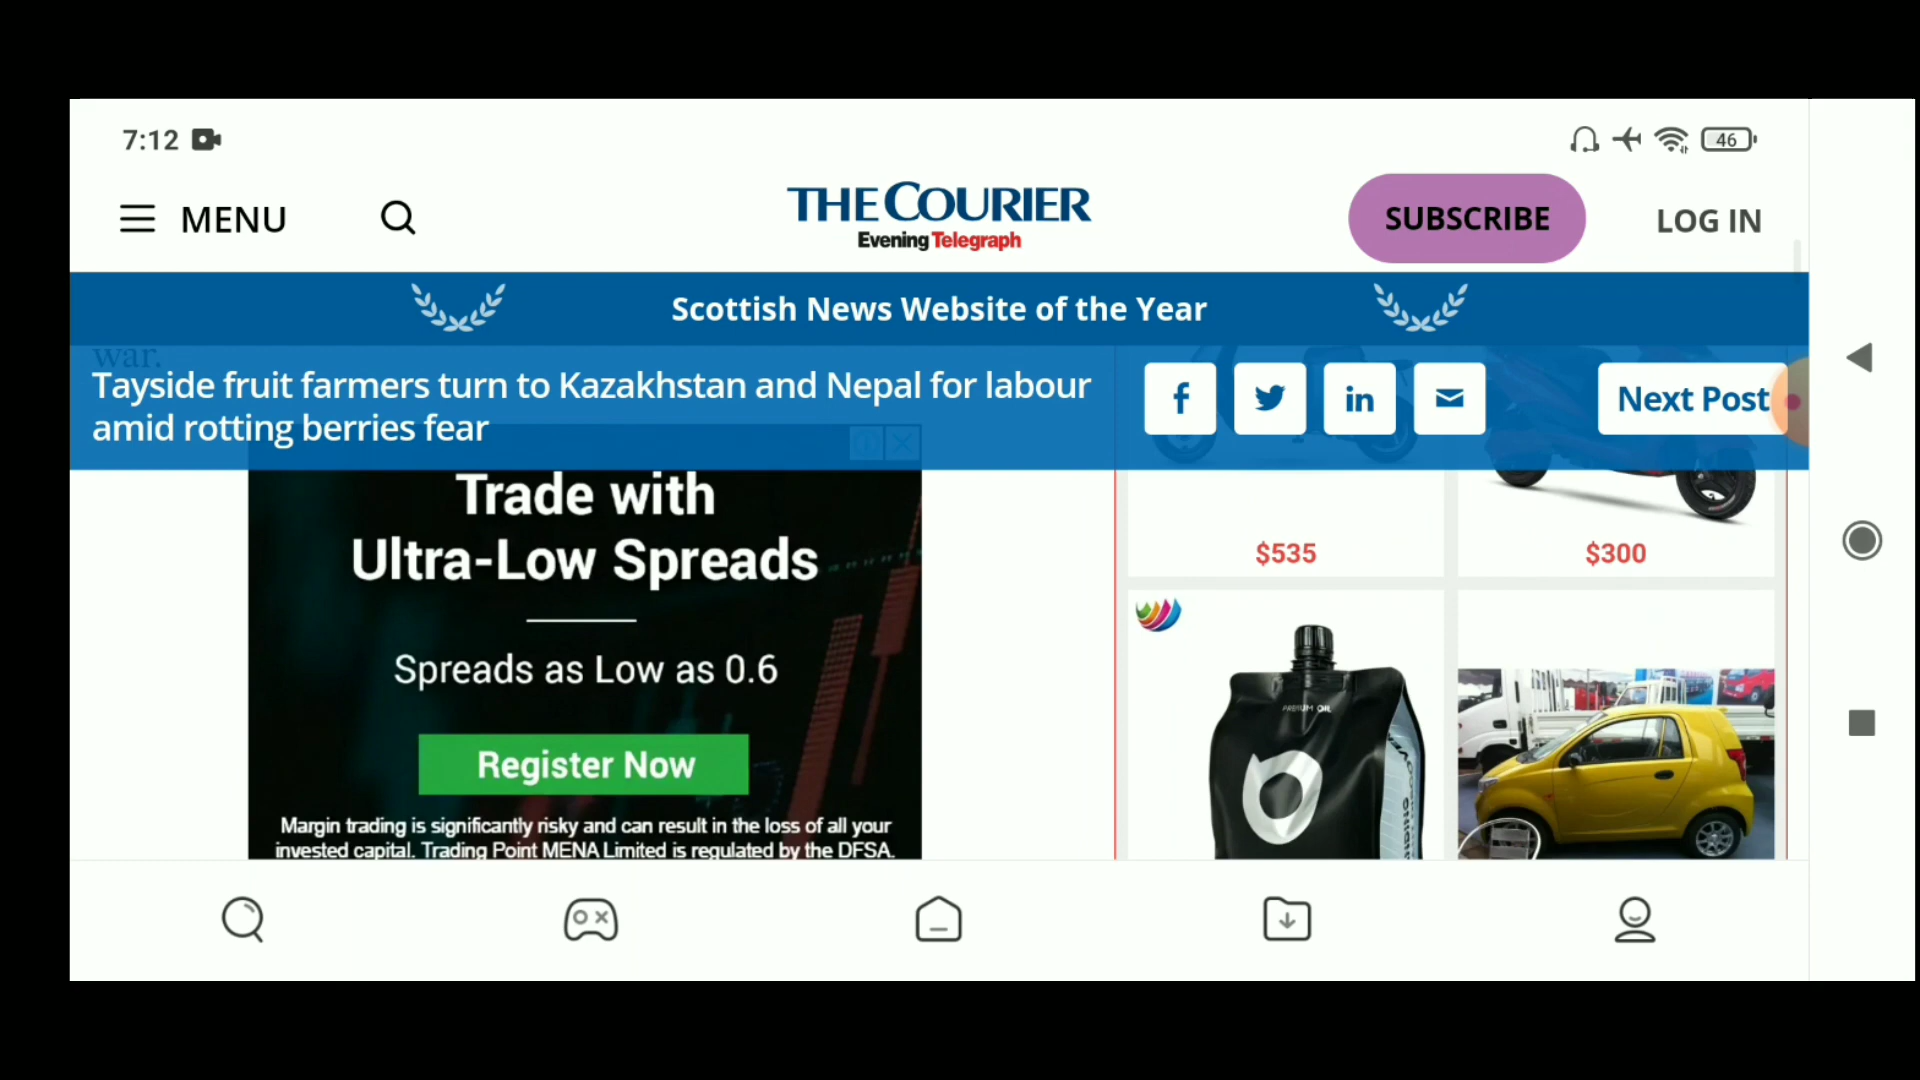 7:12
46
MENU
THE COURIER
Evening Telegraph
SUBSCRIBE
LOG IN
Scottish News Website of the Year
war.
Tayside fruit farmers turn to Kazakhstan and Nepal for labour
amid rotting berries fear
in
Next Post
Trade with
Ultra-Low Spreads
Spreads as Low as 0.6
Register Now
Margin trading is significantly risky and can result in the loss of all your
invested capital. Trading Point MENA Limited is regulated by the DFSA.
$535
$300
PREMIUM OIL